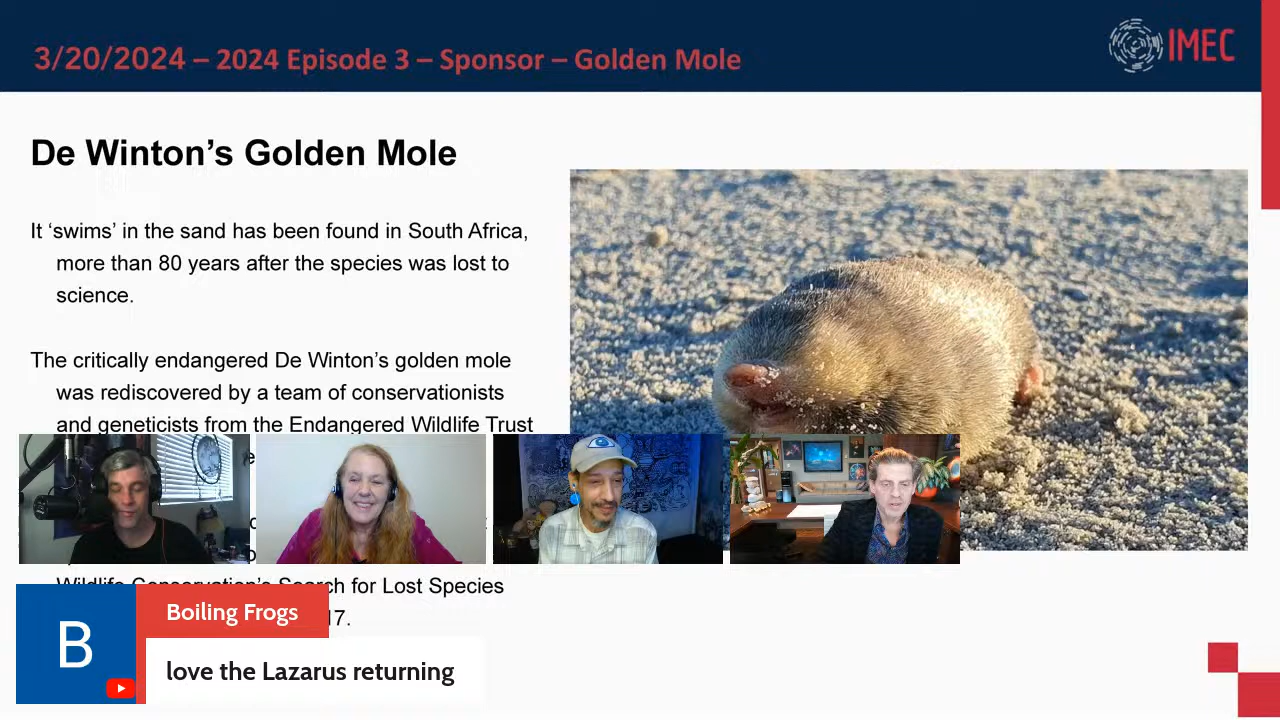 3/20/2024 – 2024 Episode 3 – Sponsor – Golden Mole
IMEC
De Winton's Golden Mole
It 'swims' in the sand has been found in South Africa,
more than 80 years after the species was lost to
science.
The critically endangered De Winton's golden mole
was rediscovered by a team of conservationists
and geneticists from the Endangered Wildlife Trust
Wildlife Conservation's Search for Lost Species
17.
Boiling Frogs
B
love the Lazarus returning